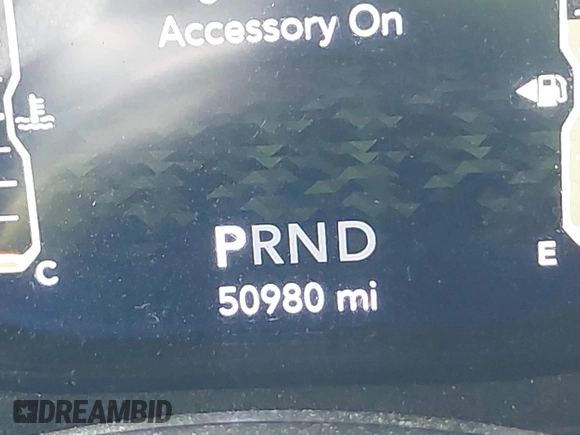 Accessory On
PRND
50980 mi
C
E
DREAMBID